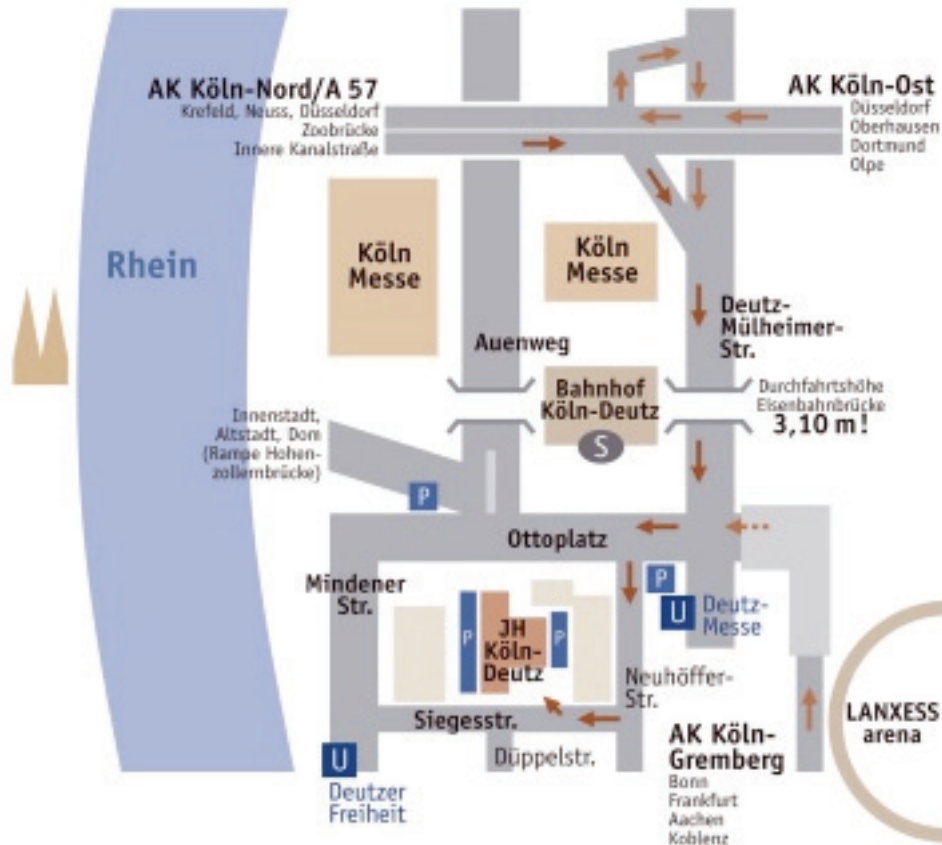 AK Köln-Nord/A 57
Krefeld, Neuss, Düsseldorf
Zoobrücke
Innere Kanalstraße
AK Köln-Ost
Düsseldorf
Oberhausen
Dortmund
Olpe
Rhein
Köln
Messe
Köln
Messe
Deutz-
Mülheimer-
Str.
Auenweg
Bahnhof
Köln-Deutz
S
Durchfahrtshöhe
Eisenbahnbrücke
3,10 m!
Innenstadt,
Altstadt, Dom
(Rampe Hohen-
zollernbrücke)
P
Ottoplatz
Mindener
Str.
P
JH
Köln-
Deutz
P
P
U
Deutz-
Messe
Neuhöffer-
Str.
Siegesstr.
Düppelstr.
U
Deutzer
Freiheit
AK Köln-
Gremberg
Bonn
Frankfurt
Aachen
Koblenz
LANXESS
arena